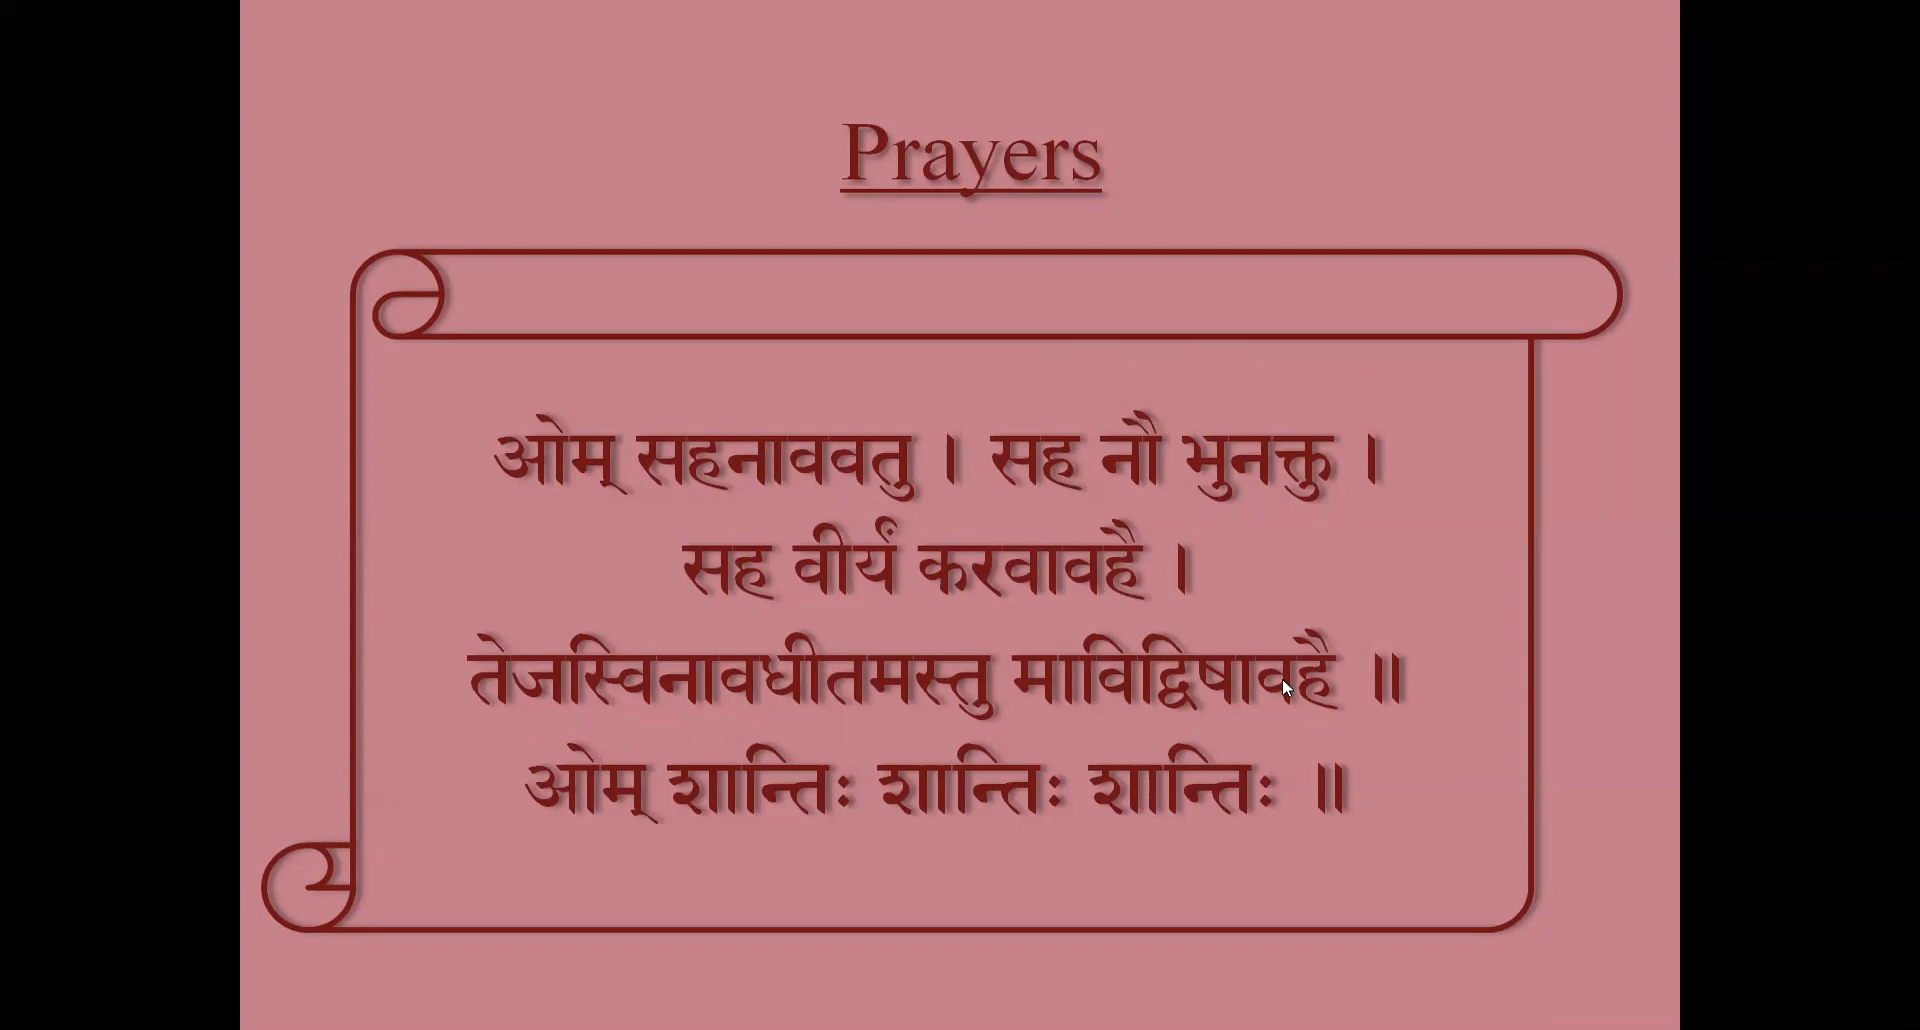 Prayers
ओम् सहनाववतु । सह नौ भुनक्तु ।
सह वीर्यं करवावहै ।
तेजस्विनावधीतमस्तु माविद्विषावहै ॥
ओम् शान्तिः शान्तिः शान्तिः ॥